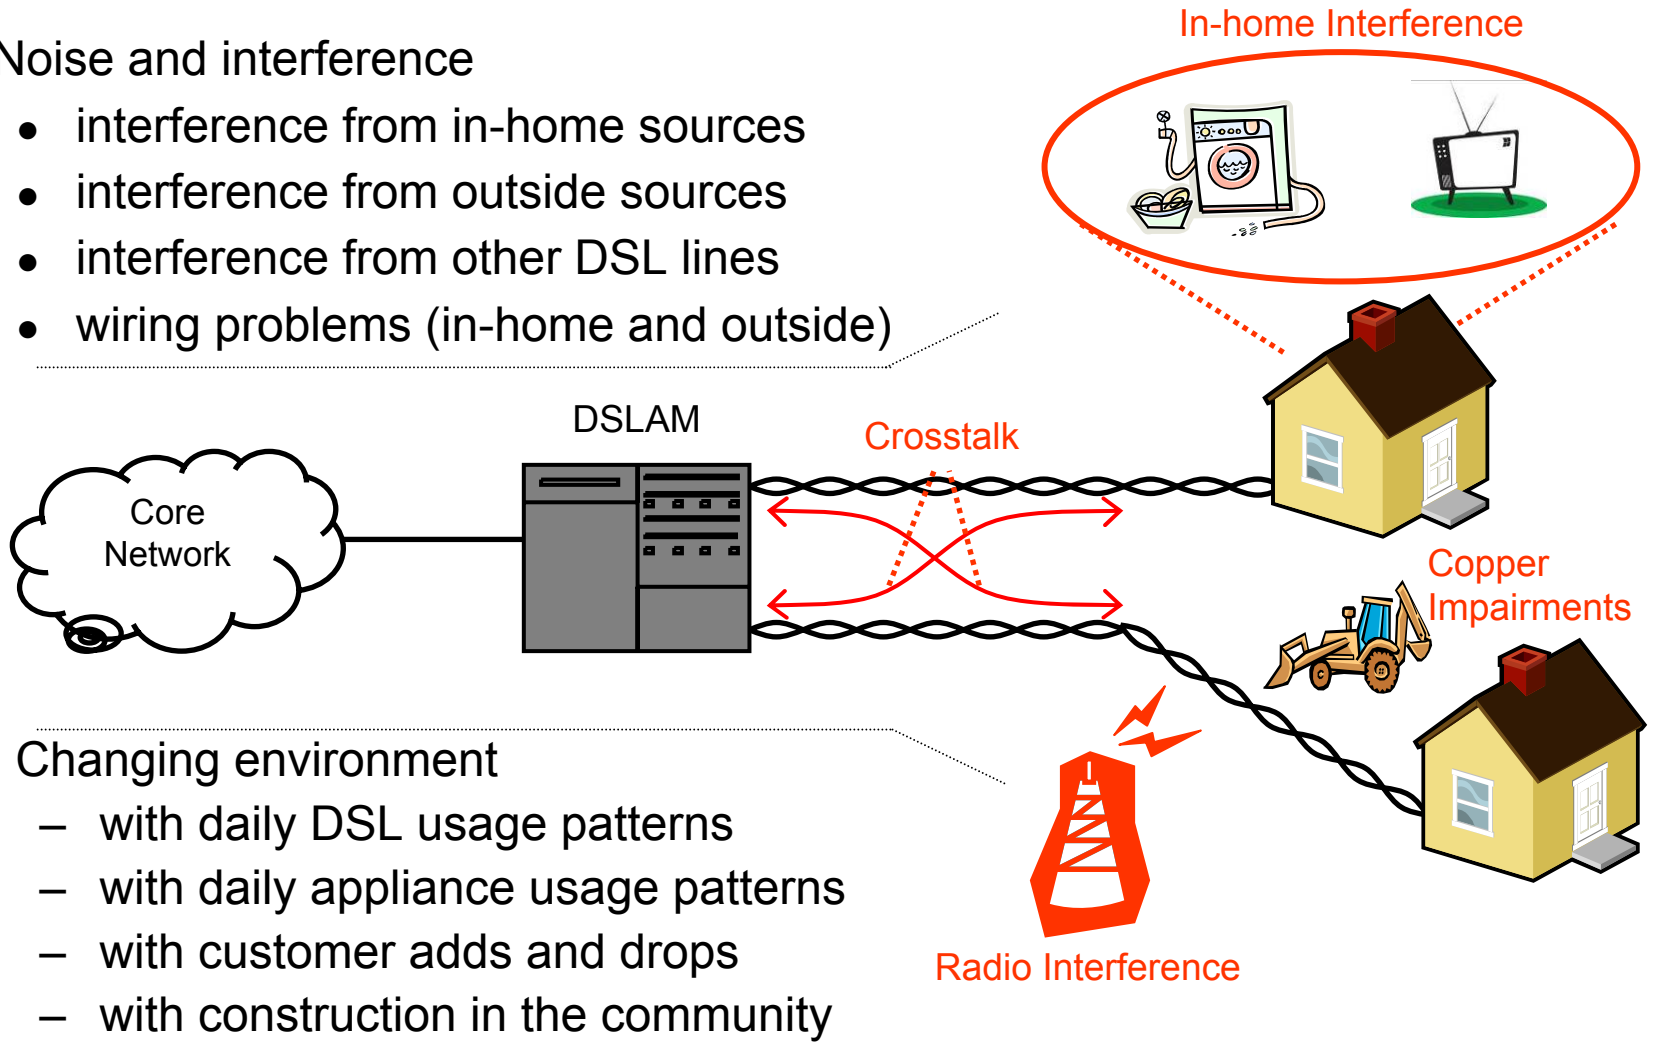 In-home Interference
Noise and interference
● interference from in-home sources
● interference from outside sources
● interference from other DSL lines
● wiring problems (in-home and outside)
DSLAM
Crosstalk
Core
Network
Copper
Impairments
Changing environment
– with daily DSL usage patterns
– with daily appliance usage patterns
– with customer adds and drops
– with construction in the community
Radio Interference